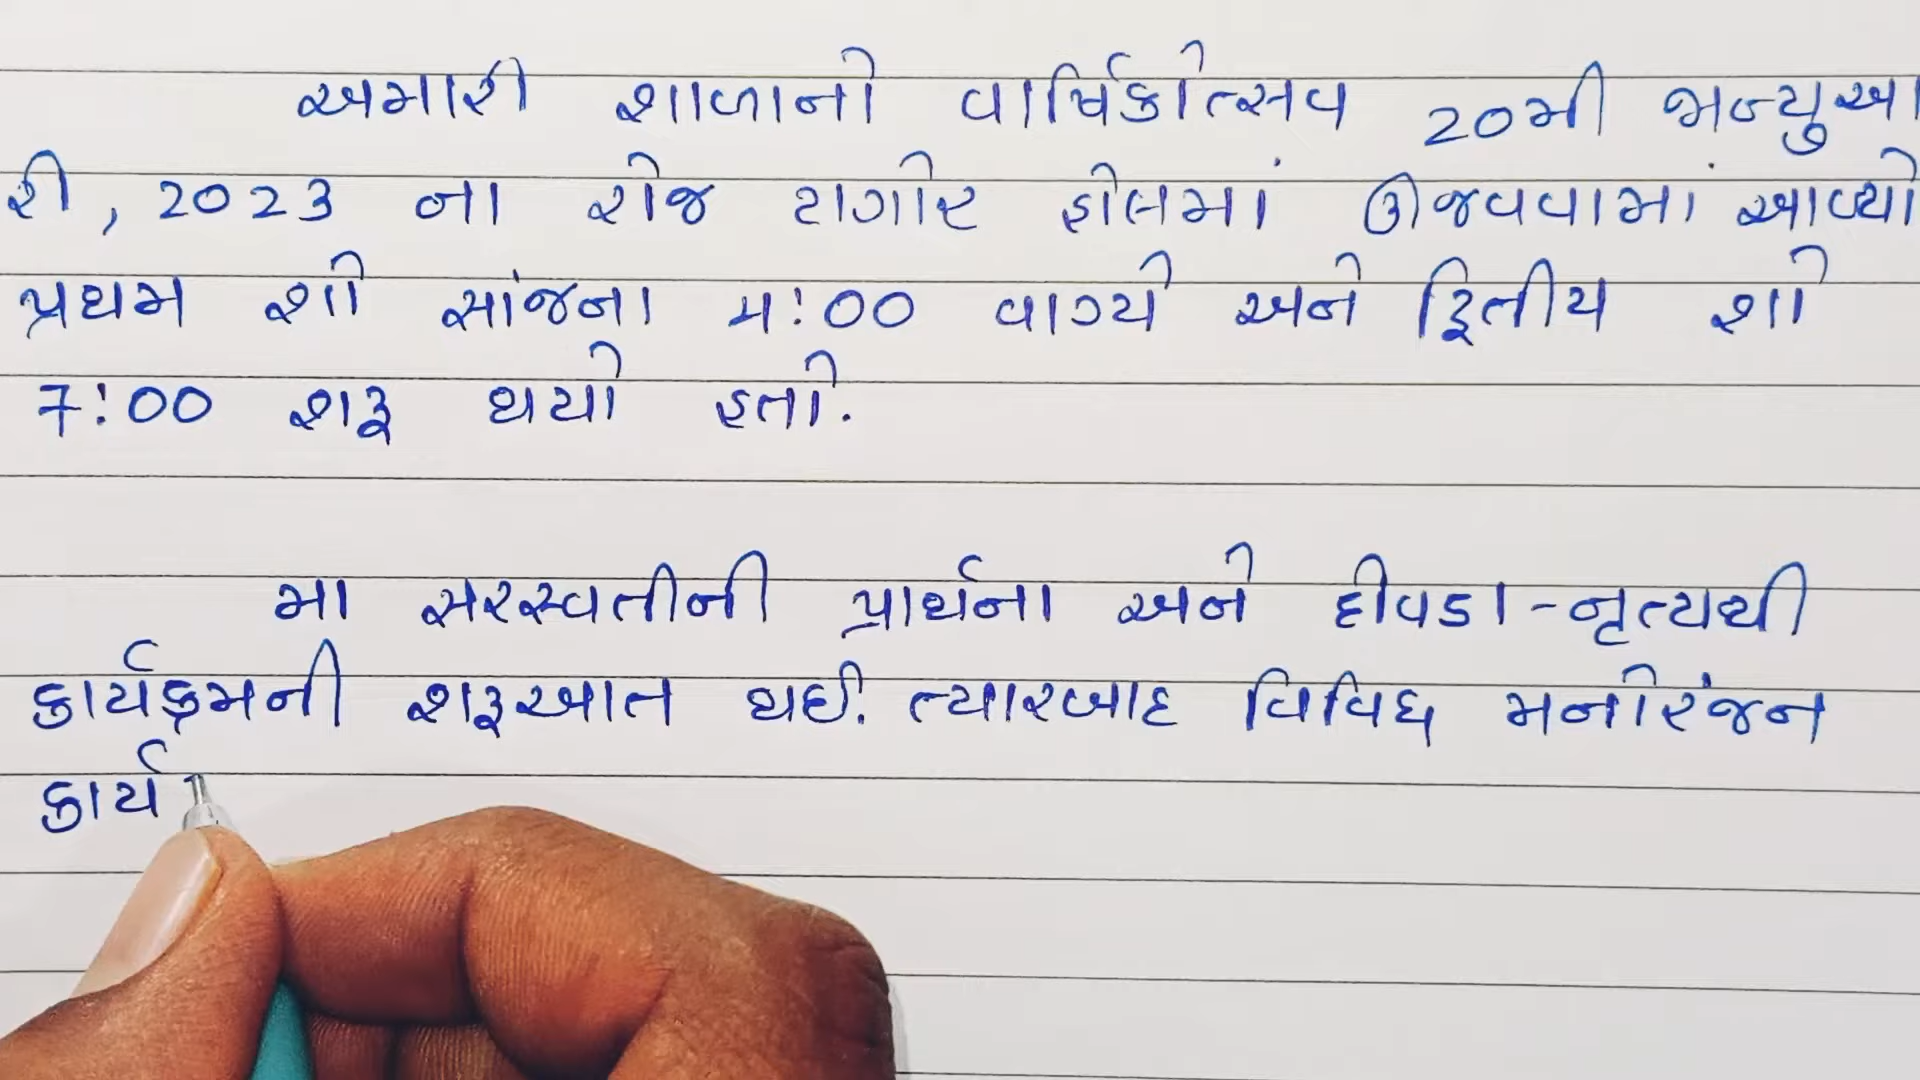 અમારી શાળાનો વાર્ષિકોત્સવ 20મી જાન્યુઆ
રી, 2023 ના રોજ ટાગોર હોલમાં ઊજવવામાં આવ્યો
પ્રથમ શો સાંજના 4:00 વાગ્યે અને દ્વિતીય શો
7:00 શરૂ થયો હતો.
મા સરસ્વતીની પ્રાર્થના અને દીવડા-નૃત્યથી
કાર્યક્રમની શરૂઆત થઈ. ત્યારબાદ વિવિધ મનોરંજન
કાર્ય